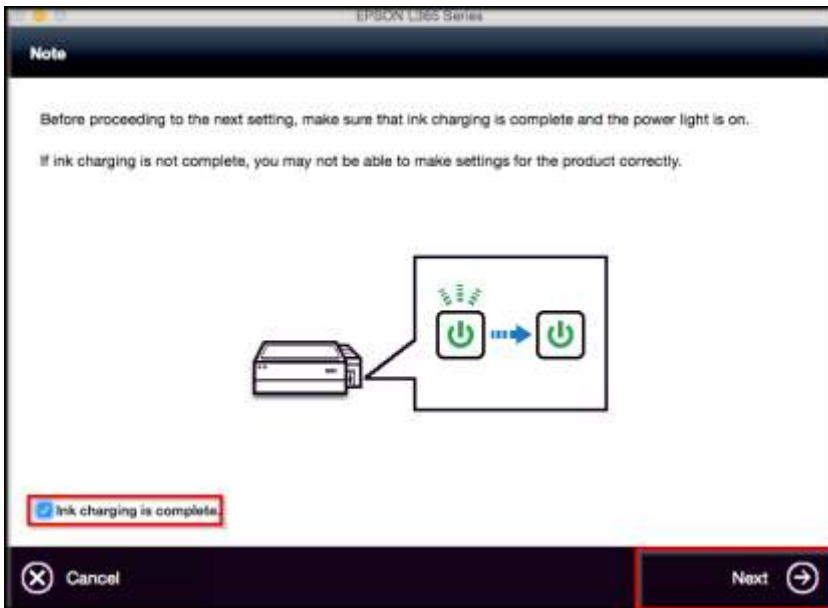 EPSON L365 Series
Note
Before proceeding to the next setting, make sure that ink charging is complete and the power light is on.
If ink charging is not complete, you may not be able to make settings for the product correctly.
Ink charging is complete.
Cancel
Next